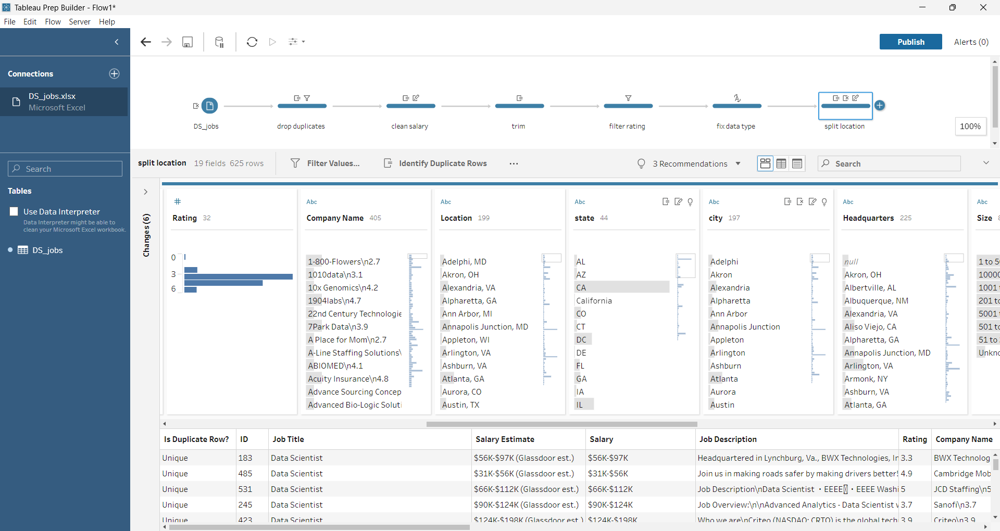 Tableau Prep Builder - Flow1*
File Edit Flow Server Help
Publish
Alerts (0)
Connections
DS_jobs.xlsx
Microsoft Excel
DS_jobs
drop duplicates
clean salary
trim
filter rating
fix data type
split location
100%
split location 19 fields 625 rows
Filter Values...
Identify Duplicate Rows
3 Recommendations
Search
Search
Tables
Use Data Interpreter
Data Interpreter might be able to
clean your Microsoft Excel workbook.
DS_jobs
Changes (6)
#
Rating 32
0
3
6
Abc
Company Name 405
1-800-Flowers\n2.7
1010data\n3.1
10x Genomics\n4.2
1904labs\n4.7
22nd Century Technologie
7Park Data\n3.9
A Place for Mom\n2.7
A-Line Staffing Solutions\
ABIOMED\n4.1
Acuity Insurance\n4.8
Advance Sourcing Concep
Advanced Bio-Logic Soluti
Abc
Location 199
Adelphi, MD
Akron, OH
Alexandria, VA
Alpharetta, GA
Ann Arbor, MI
Annapolis Junction, MD
Appleton, WI
Arlington, VA
Ashburn, VA
Atlanta, GA
Aurora, CO
Austin, TX
Abc
state 44
AL
AZ
CA
California
CO
CT
DC
DE
FL
GA
IA
IL
Abc
city 197
Adelphi
Akron
Alexandria
Alpharetta
Ann Arbor
Annapolis Junction
Appleton
Arlington
Ashburn
Atlanta
Aurora
Austin
Abc
Headquarters 225
null
Akron, OH
Albertville, AL
Albuquerque, NM
Alexandria, VA
Aliso Viejo, CA
Alpharetta, GA
Annapolis Junction, MD
Arlington, VA
Armonk, NY
Ashburn, VA
Atlanta, GA
Abc
Size
1 to 5
10000
1001
201 to
5001
501 to
51 to
Unkno
Is Duplicate Row? ID Job Title Salary Estimate Salary Job Description Rating Company Name
Unique 183 Data Scientist $56K-$97K (Glassdoor est.) $56K-$97K Headquartered in Lynchburg, Va., BWX Technologies, In 3.3 BWX Technolog
Unique 485 Data Scientist $31K-$56K (Glassdoor est.) $31K-$56K Join us in making roads safer by making drivers better! 4.9 Cambridge Mob
Unique 531 Data Scientist $66K-$112K (Glassdoor est.) $66K-$112K Job Description\nData Scientist • EEEE • EEEE Washi 5 JCD Staffing\n5
Unique 245 Data Scientist $90K-$124K (Glassdoor est.) $90K-$124K Job Overview:\n\nAdvanced Analytics - Data Scientist 3.7 Sanofi\n3.7
Unique 423 Data Scientist $124K-$198K (Glassdoor est.) $124K-$198K Who we are\nCriteo (NASDAQ: CRTO) is the global tech 3.9 Criteo\n3.9